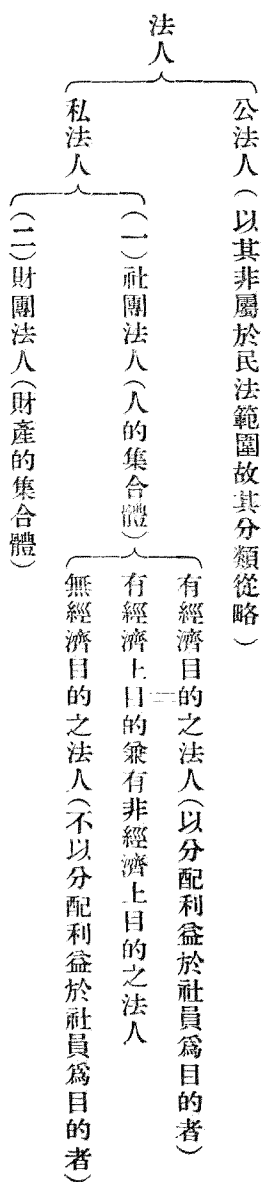 法人
公法人（以其非屬於民法範圍故其分類從略）
私法人
（一）社團法人（人的集合體）
有經濟目的之法人（以分配利益於社員爲目的者）
有經濟上目的兼有非經濟上目的之法人
無經濟目的之法人（不以分配利益於社員爲目的者）
（二）財團法人（財產的集合體）